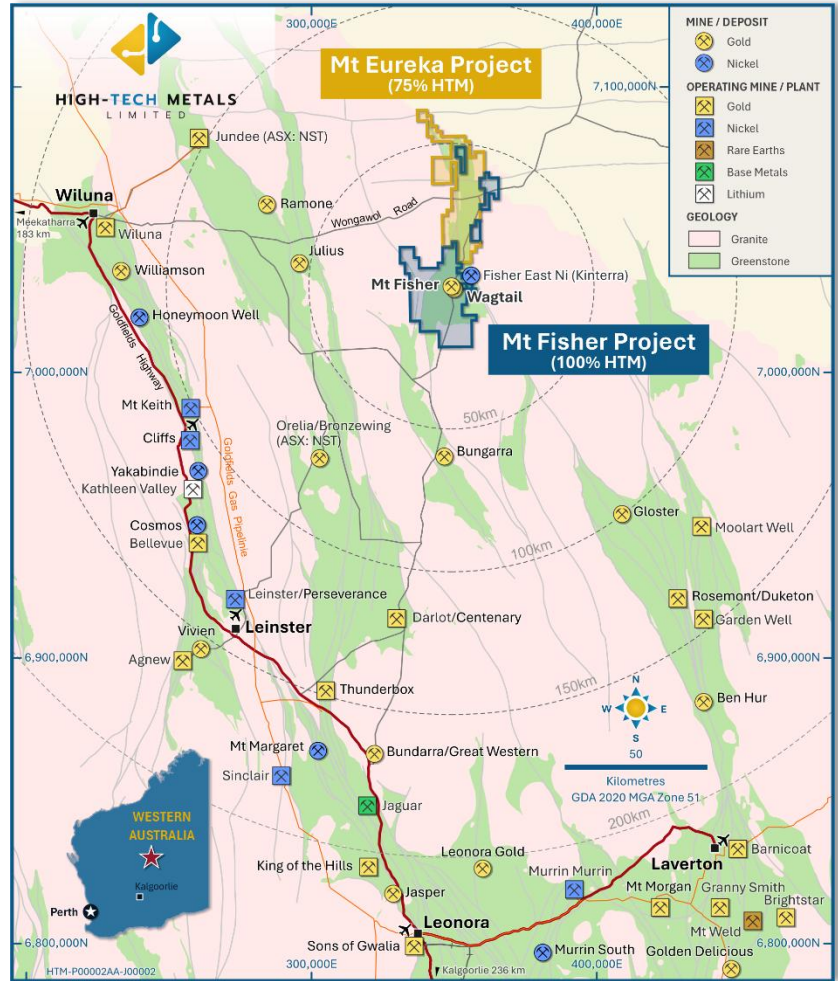 300,000E
400,000E
HIGH-TECH METALS
LIMITED
Mt Eureka Project
(75% HTM)
MINE / DEPOSIT
Gold
Nickel
OPERATING MINE / PLANT
Gold
Nickel
Rare Earths
Base Metals
Lithium
GEOLOGY
Granite
Greenstone
7,100,000N
Jundee (ASX: NST)
Wiluna
Meekatharra
183 km
Wiluna
Ramone
Wongawol Road
Julius
Williamson
Honeymoon Well
Goldfields Highway
Mt Fisher
Fisher East Ni (Kinterra)
Wagtail
Mt Fisher Project
(100% HTM)
7,000,000N
7,000,000N
50km
Mt Keith
Cliffs
Orelia/Bronzewing
(ASX: NST)
Bungarra
Yakabindie
Kathleen Valley
Goldfields Gas Pipelinie
Cosmos
Bellevue
Gloster
Moolart Well
100km
Leinster/Perseverance
Leinster
Darlot/Centenary
Rosemont/Duketon
Garden Well
Vivien
Agnew
6,900,000N
6,900,000N
150km
Thunderbox
N
W E
S
Ben Hur
Mt Margaret
Bundarra/Great Western
50
Kilometres
GDA 2020 MGA Zone 51
Sinclair
Jaguar
200km
WESTERN
AUSTRALIA
Kalgoorlie
Perth
King of the Hills
Leonora Gold
Laverton
Barnicoat
Jasper
Murrin Murrin
Mt Morgan
Granny Smith
Brightstar
Leonora
Mt Weld
Sons of Gwalia
Murrin South
Golden Delicious
6,800,000N
6,800,000N
HTM-P00002AA-J00002
300,000E
Kalgoorlie 236 km
400,000E